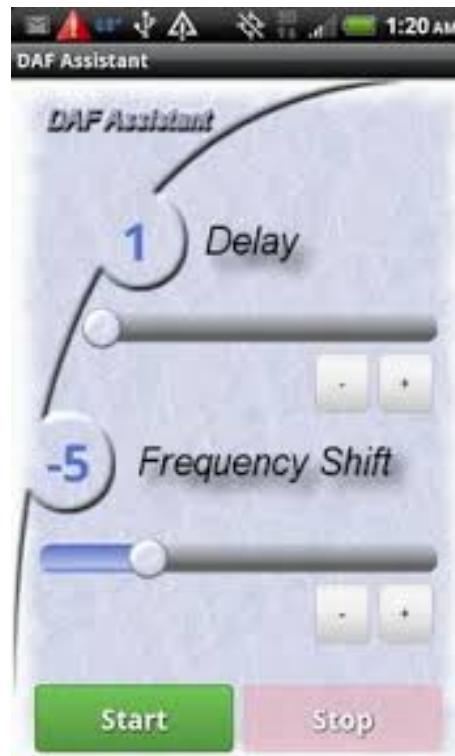 1:20 AM
DAF Assistant
DAF Assistant
1 Delay
- +
-5 Frequency Shift
- +
Start Stop